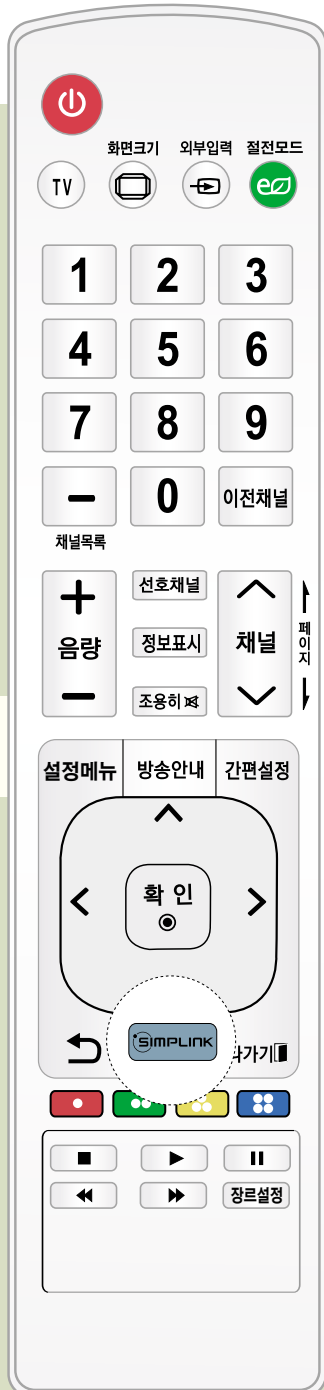 화면크기 외부입력 절전모드
TV
1 2 3
4 5 6
7 8 9
- 0 이전채널
채널목록
선호채널
+
음량 정보표시 채널 페이지
- 조용히
설정메뉴 방송안내 간편설정
확인
SIMPLINK 나가기
장르설정